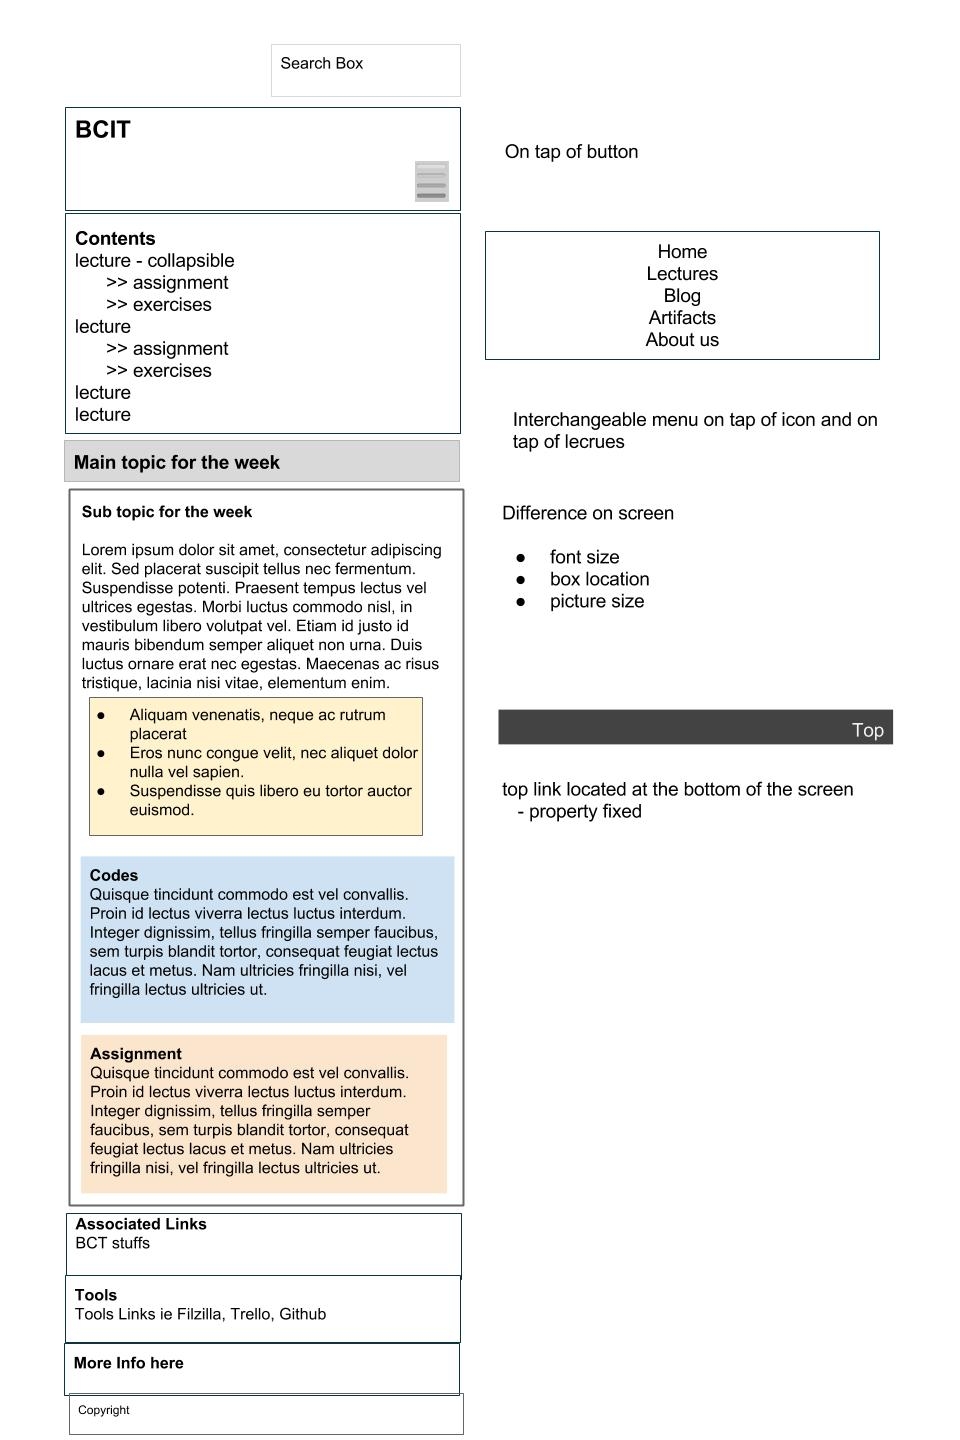 Search Box
BCIT
Contents
lecture - collapsible
>> assignment
>> exercises
lecture
>> assignment
>> exercises
lecture
lecture
Main topic for the week
Sub topic for the week
Lorem ipsum dolor sit amet, consectetur adipiscing
elit. Sed placerat suscipit tellus nec fermentum.
Suspendisse potenti. Praesent tempus lectus vel
ultrices egestas. Morbi luctus commodo nisl, in
vestibulum libero volutpat vel. Etiam id justo id
mauris bibendum semper aliquet non urna. Duis
luctus ornare erat nec egestas. Maecenas ac risus
tristique, lacinia nisi vitae, elementum enim.
● Aliquam venenatis, neque ac rutrum
placerat
● Eros nunc congue velit, nec aliquet dolor
nulla vel sapien.
● Suspendisse quis libero eu tortor auctor
euismod.
Codes
Quisque tincidunt commodo est vel convallis.
Proin id lectus viverra lectus luctus interdum.
Integer dignissim, tellus fringilla semper faucibus,
sem turpis blandit tortor, consequat feugiat lectus
lacus et metus. Nam ultricies fringilla nisi, vel
fringilla lectus ultricies ut.
Assignment
Quisque tincidunt commodo est vel convallis.
Proin id lectus viverra lectus luctus interdum.
Integer dignissim, tellus fringilla semper
faucibus, sem turpis blandit tortor, consequat
feugiat lectus lacus et metus. Nam ultricies
fringilla nisi, vel fringilla lectus ultricies ut.
Associated Links
BCT stuffs
Tools
Tools Links ie Filzilla, Trello, Github
More Info here
Copyright
On tap of button
Home
Lectures
Blog
Artifacts
About us
Interchangeable menu on tap of icon and on
tap of lecrues
Difference on screen
● font size
● box location
● picture size
Top
top link located at the bottom of the screen
- property fixed